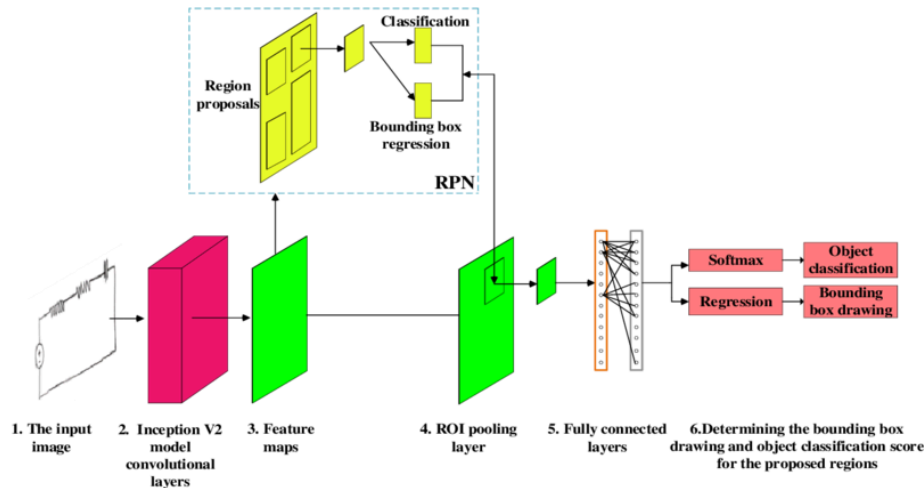 Classification
Region
proposals
Bounding box
regression
RPN
Softmax
Object
classification
Regression
Bounding
box drawing
1. The input
image
2. Inception V2
model
convolutional
layers
3. Feature
maps
4. ROI pooling
layer
5. Fully connected
layers
6.Determining the bounding box
drawing and object classification score
for the proposed regions